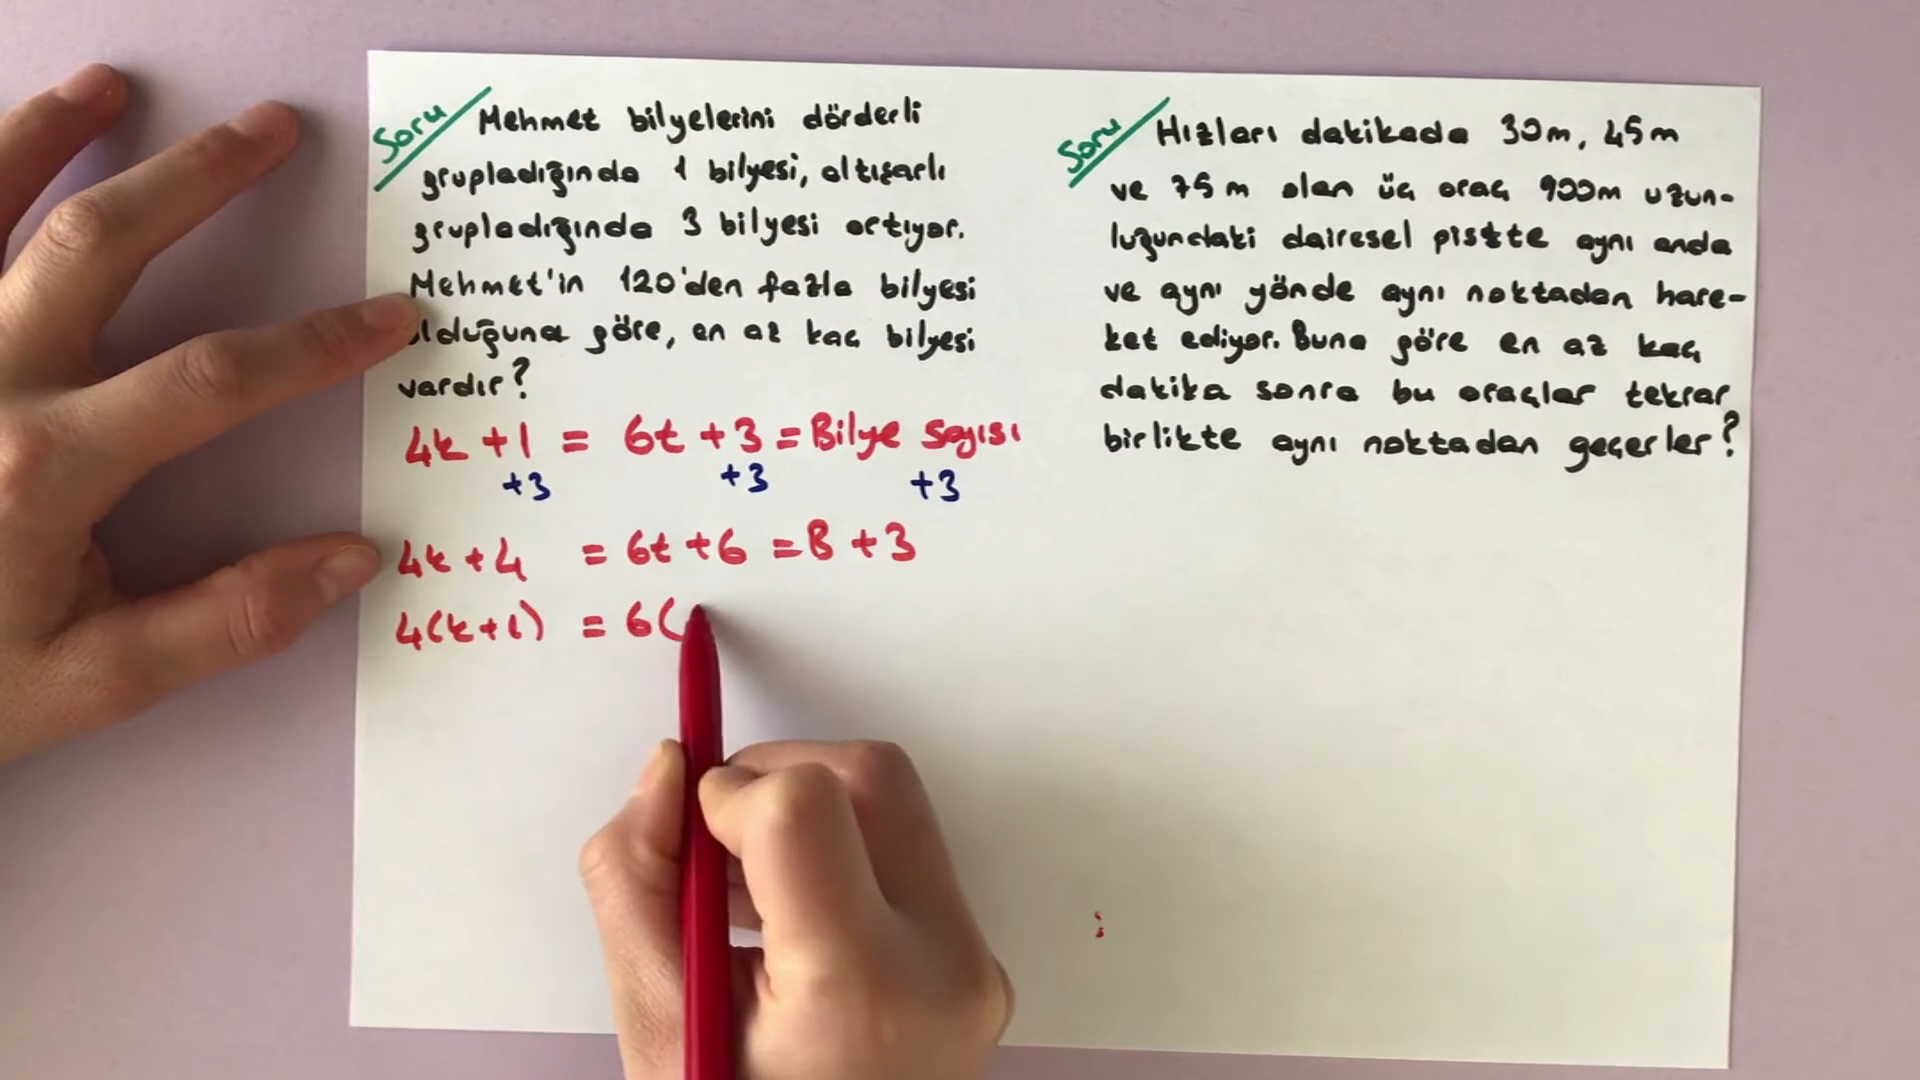 Soru Mehmet bilyelerini dörderli
grupladığında 1 bilyesi, altışarlı
grupladığında 3 bilyesi artıyor.
Mehmet'in 120'den fazla bilyesi
olduğuna göre, en az kaç bilyesi
vardır?
4k +1 = 6t +3 = Bilye sayısı
+3 +3 +3
4k + 4 = 6t + 6 = B + 3
4(k+1) = 6(
Soru Hızları dakikada 30m, 45m
ve 75m olan üç araç 900m uzun-
luğundaki dairesel pistte aynı anda
ve aynı yönde aynı noktadan hare-
ket ediyor. Buna göre en az kaç
dakika sonra bu araçlar tekrar
birlikte aynı noktadan geçerler?